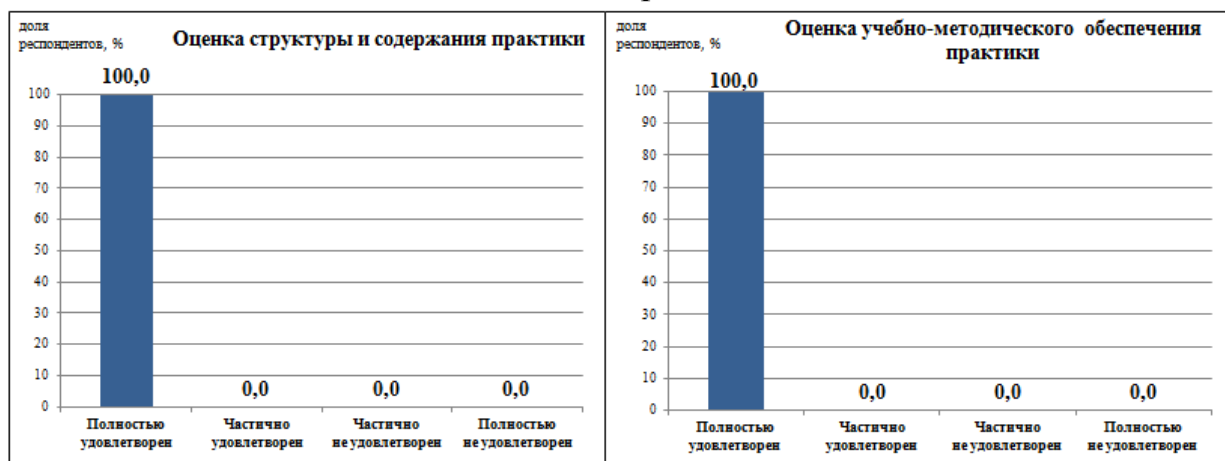 доля
респондентов, %
Оценка структуры и содержания практики
100,0
100
90
80
70
60
50
40
30
20
10
0
0,0
0,0
0,0
Полностью
удовлетворен
Частично
удовлетворен
Частично
не удовлетворен
Полностью
не удовлетворен
доля
респондентов, %
Оценка учебно-методического обеспечения
практики
100,0
100
90
80
70
60
50
40
30
20
10
0
0,0
0,0
0,0
Полностью
удовлетворен
Частично
удовлетворен
Частично
не удовлетворен
Полностью
не удовлетворен